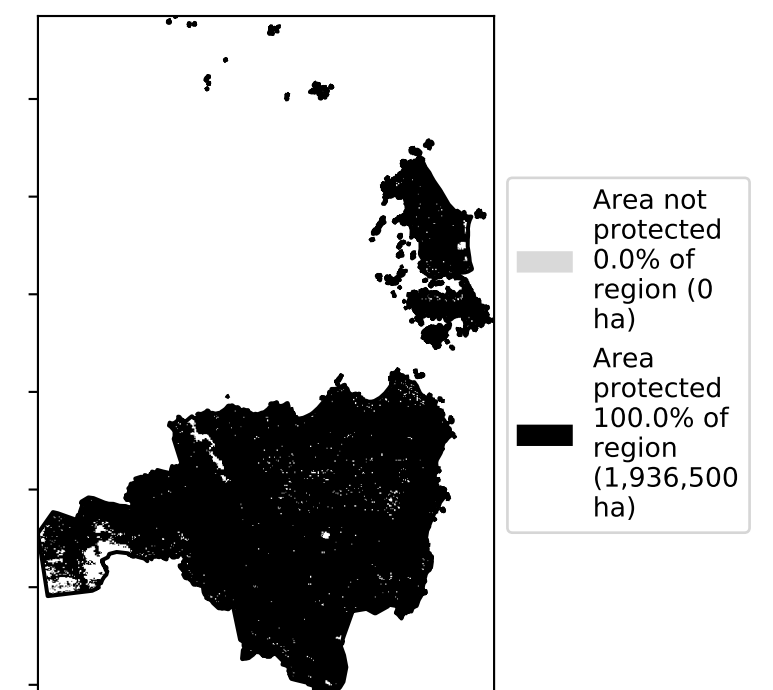 Area not
protected
0.0% of
region (0
ha)
Area
protected
100.0% of
region
(1,936,500
ha)